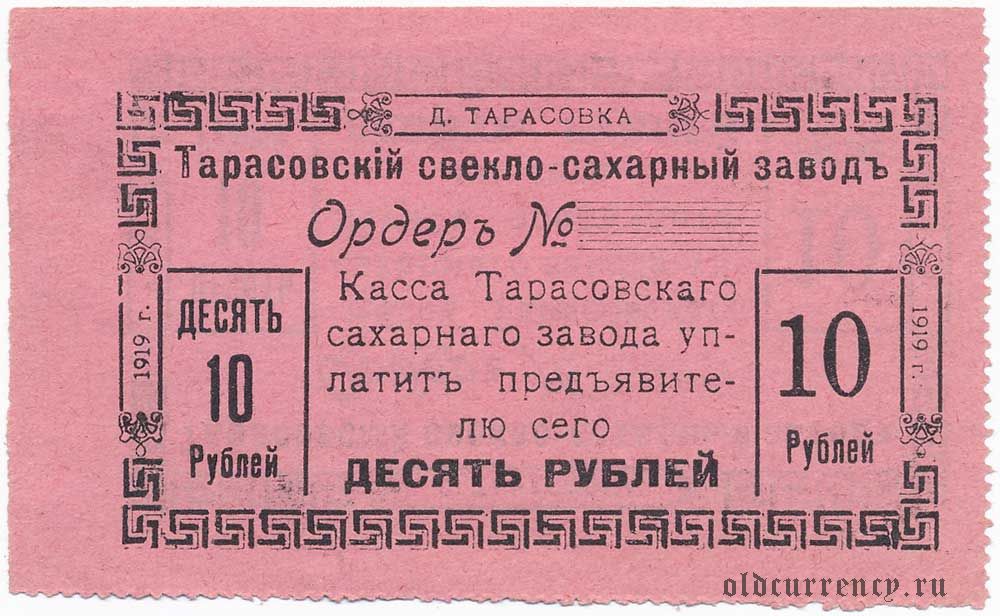 Д. ТАРАСОВКА
Тарасовскій свекло-сахарный заводъ
Ордеръ №
1919 г.
ДЕСЯТЬ
10
Рублей
Касса Тарасовскаго
сахарнаго завода уп-
латитъ предъявите-
лю сего
ДЕСЯТЬ РУБЛЕЙ
10
Рублей
1919 г.
oldcurrency.ru